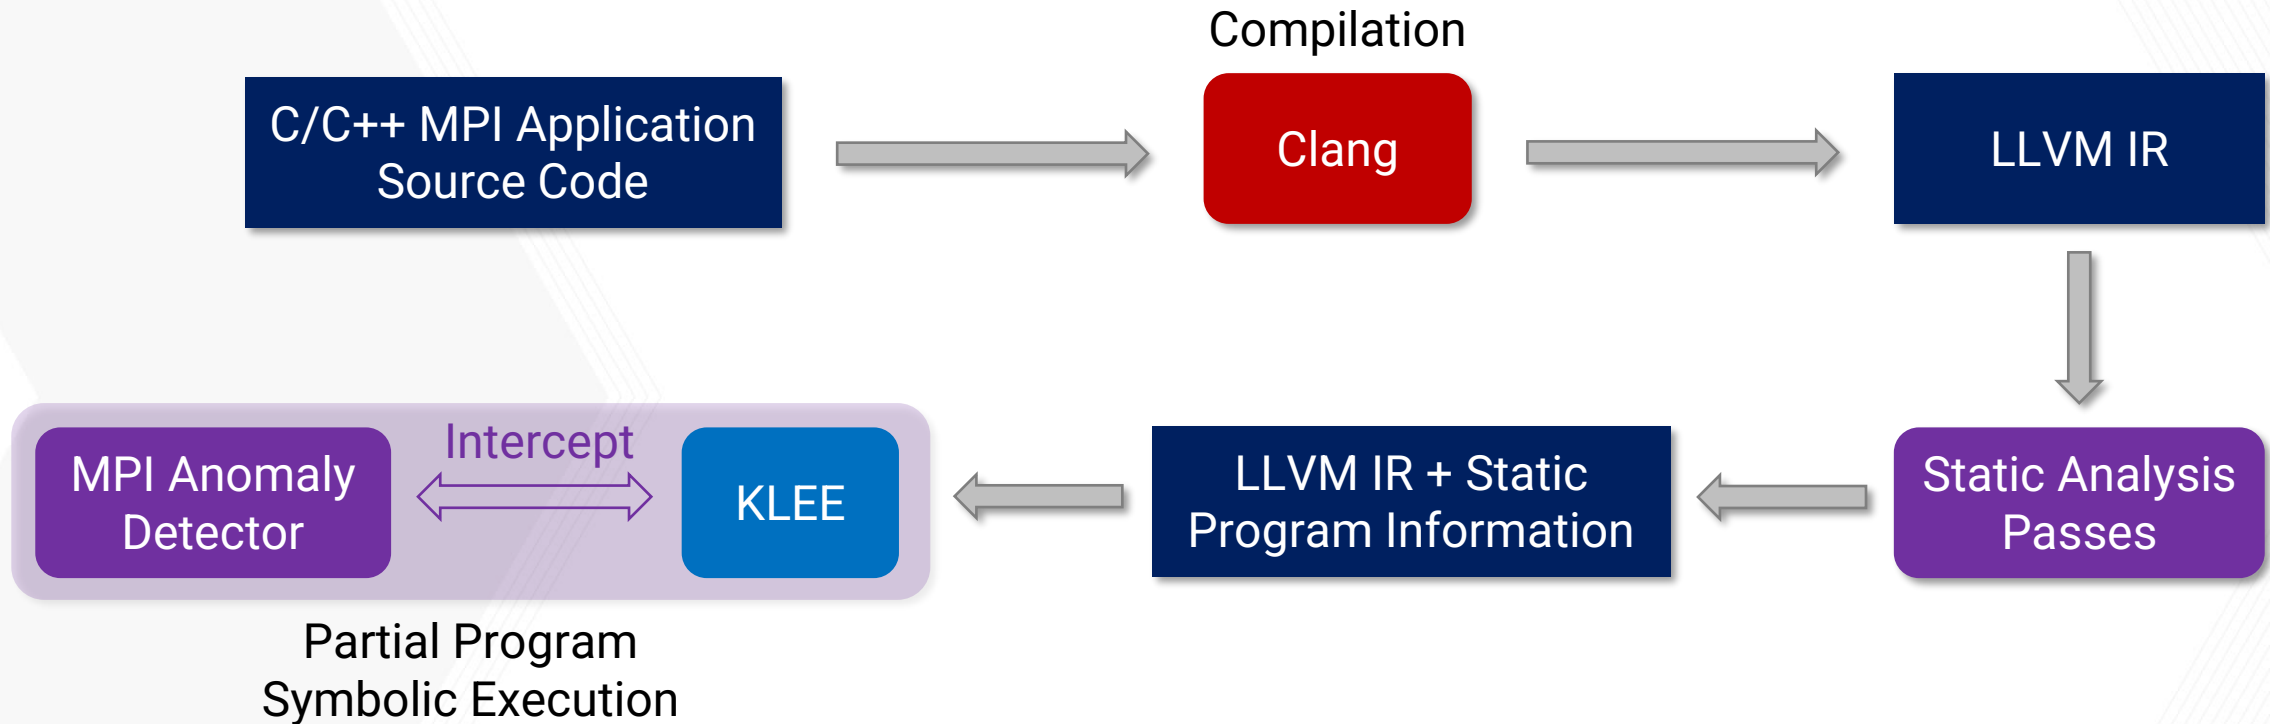 Compilation
C/C++ MPI Application
Source Code
Clang
LLVM IR
MPI Anomaly
Detector
Intercept
KLEE
LLVM IR + Static
Program Information
Static Analysis
Passes
Partial Program
Symbolic Execution